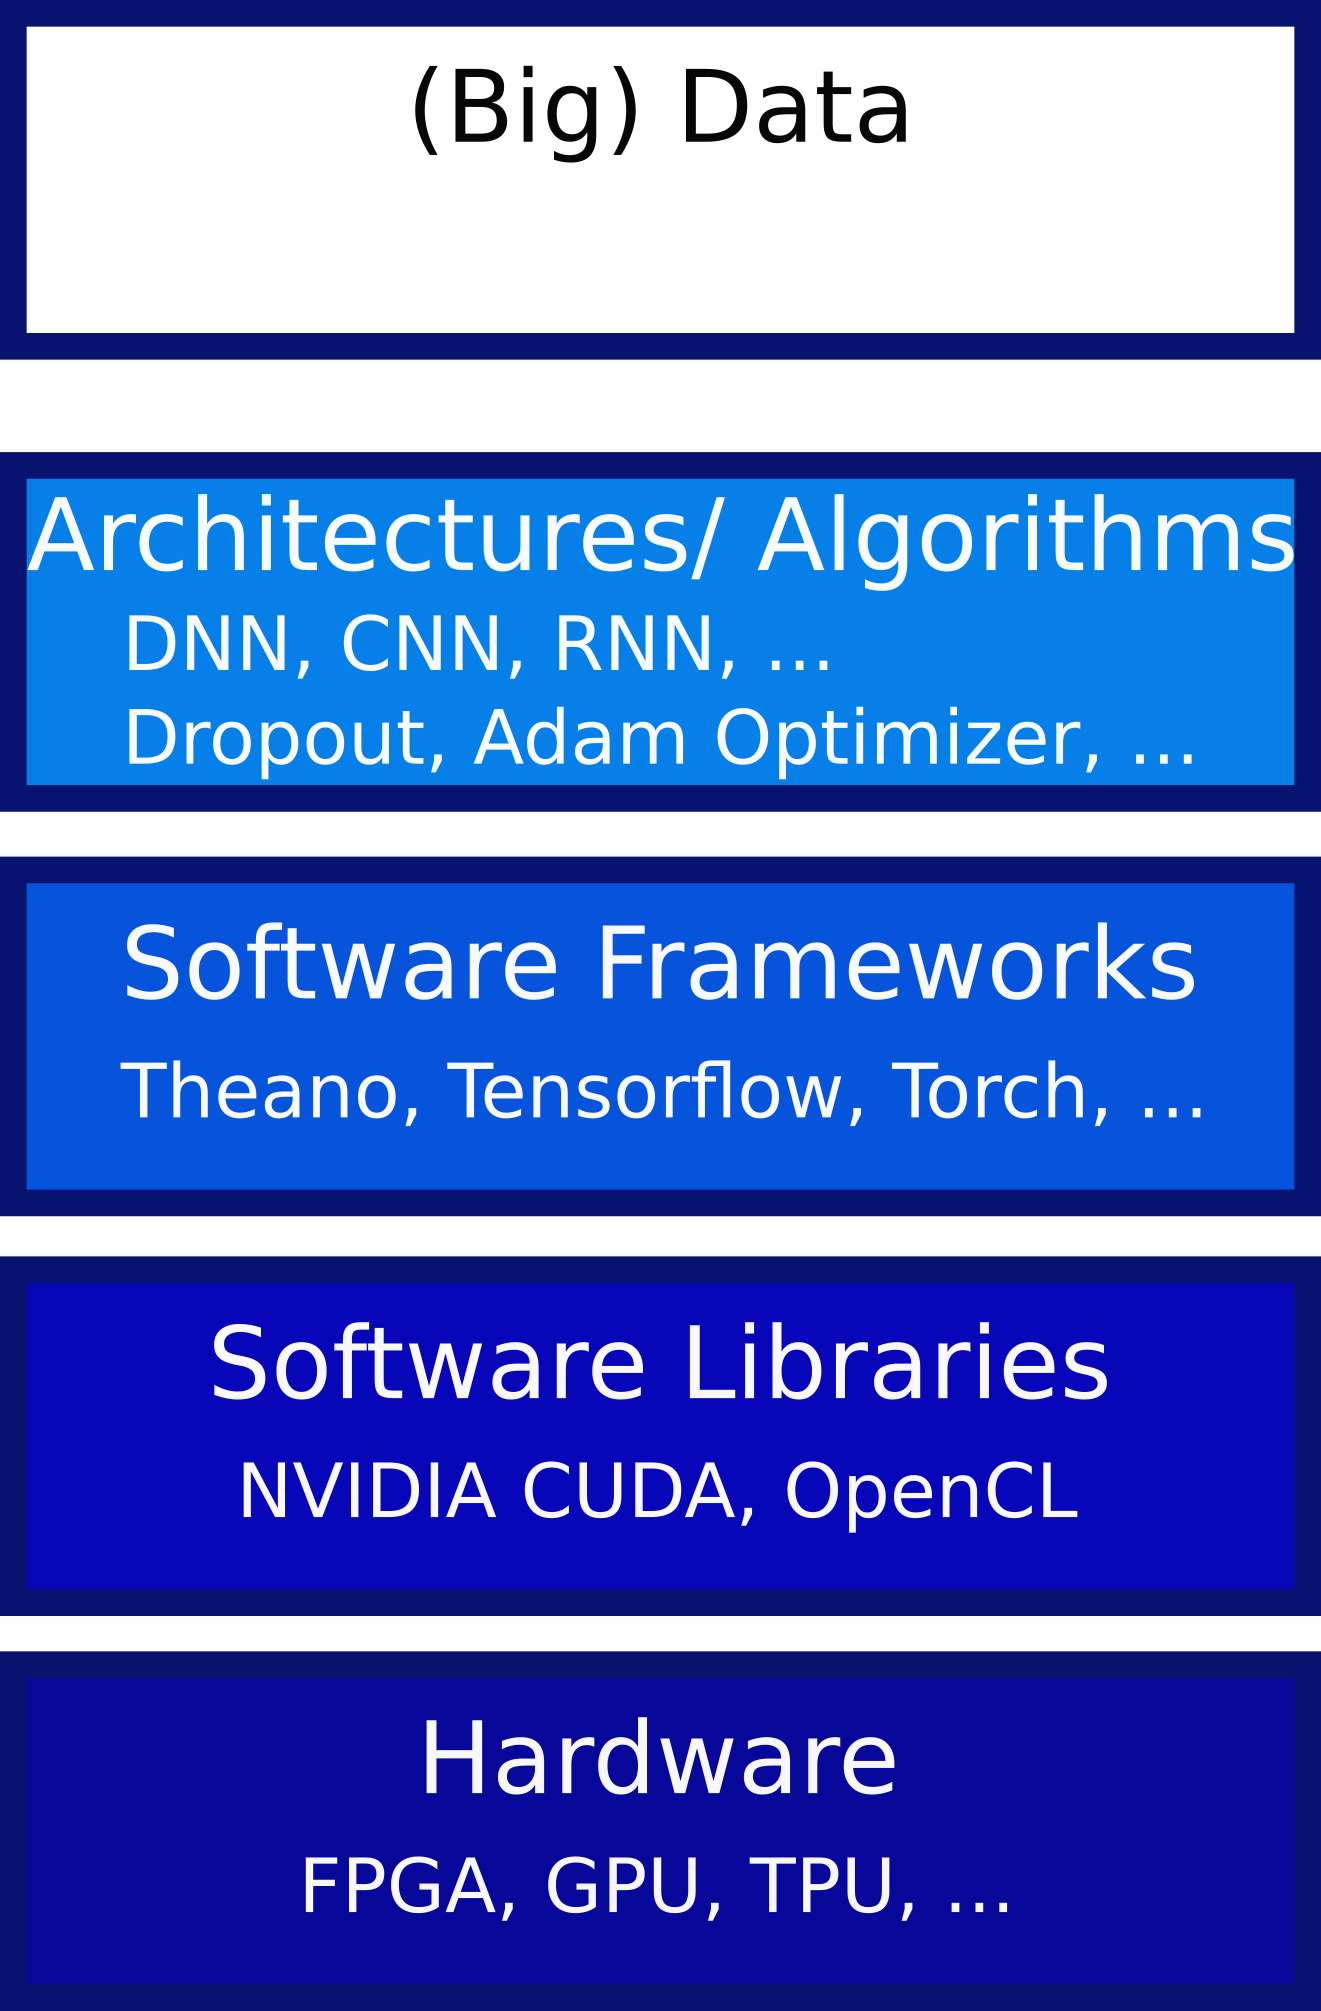 (Big) Data
Architectures/ Algorithms
DNN, CNN, RNN, ...
Dropout, Adam Optimizer, ...
Software Frameworks
Theano, Tensorflow, Torch, ...
Software Libraries
NVIDIA CUDA, OpenCL
Hardware
FPGA, GPU, TPU, ...